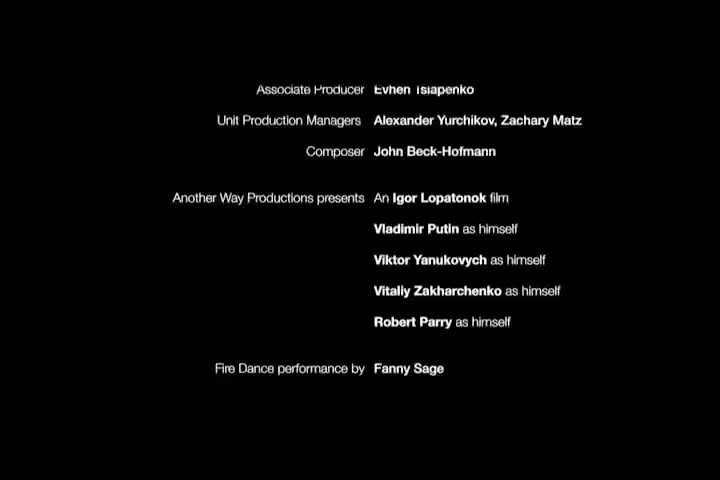 Associate Producer Evhen Tsiapenko
Unit Production Managers Alexander Yurchikov, Zachary Matz
Composer John Beck-Hofmann
Another Way Productions presents An Igor Lopatonok film
Vladimir Putin as himself
Viktor Yanukovych as himself
Vitaliy Zakharchenko as himself
Robert Parry as himself
Fire Dance performance by Fanny Sage